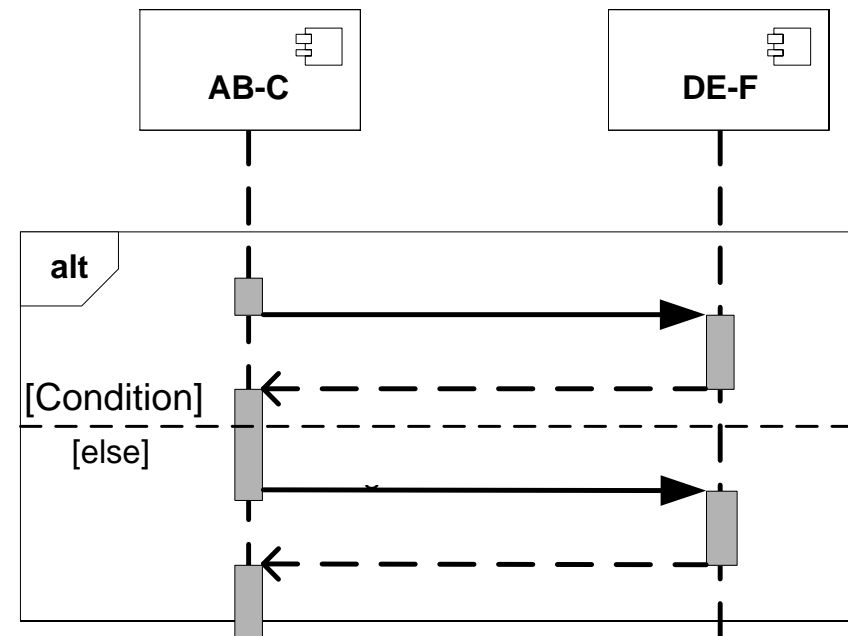 AB-C
DE-F
alt
[Condition]
[else]